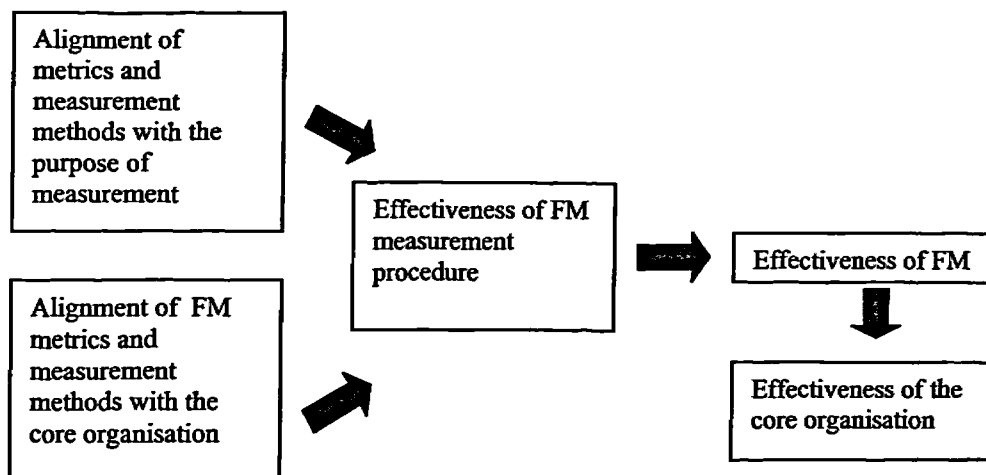 Alignment of
metrics and
measurement
methods with the
purpose of
measurement
Effectiveness of FM
measurement
procedure
Effectiveness of FM
Alignment of FM
metrics and
measurement
methods with the
core organisation
Effectiveness of the
core organisation